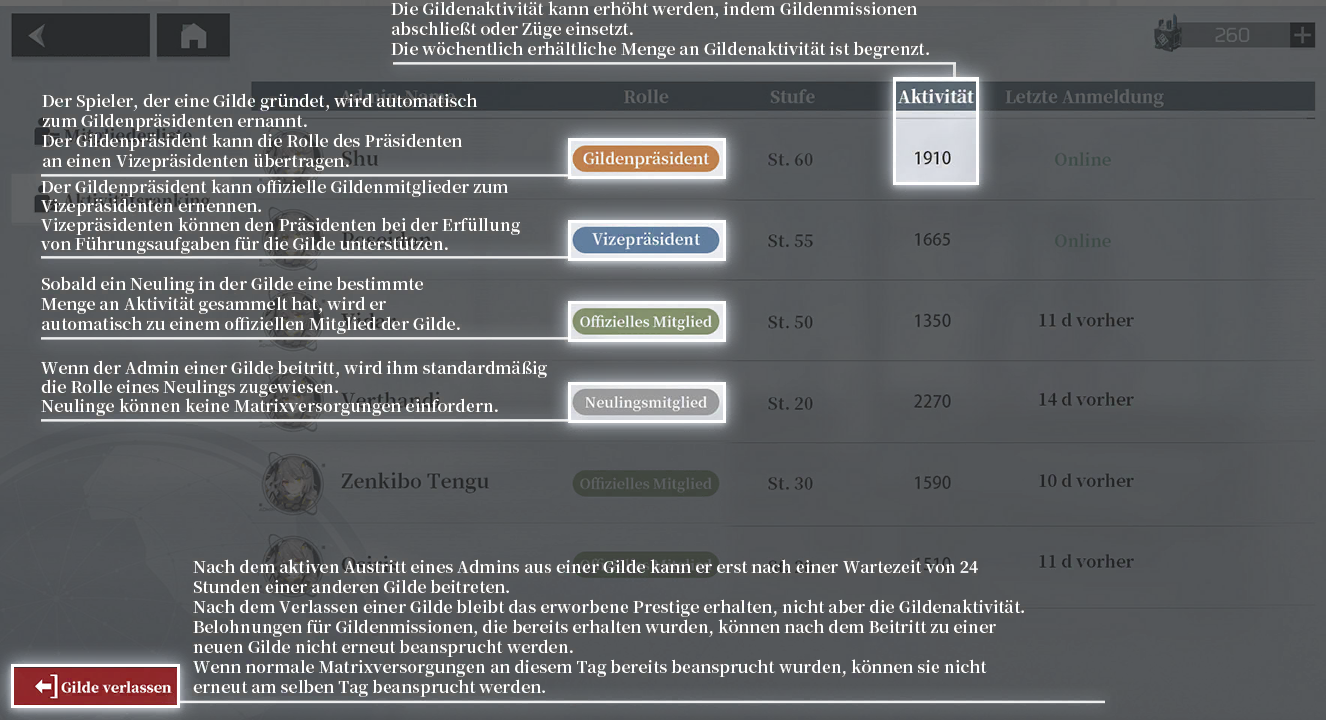 Die Gildenaktivität kann erhöht werden, indem Gildenmissionen
abschließt oder Züge einsetzt.
Die wöchentlich erhältliche Menge an Gildenaktivität ist begrenzt.
260
Admin-Name
Rolle
Stufe
Aktivität
Letzte Anmeldung
Der Spieler, der eine Gilde gründet, wird automatisch
zum Gildenpräsidenten ernannt.
Der Gildenpräsident kann die Rolle des Präsidenten
an einen Vizepräsidenten übertragen.
Mitgliederliste
Shu
Gildenpräsident
St. 60
1910
Online
Der Gildenpräsident kann offizielle Gildenmitglieder zum
Vizepräsidenten ernennen.
Vizepräsidenten können den Präsidenten bei der Erfüllung
von Führungsaufgaben für die Gilde unterstützen.
Aktivitätsranking
Poseidon
Vizepräsident
St. 55
1665
Online
Sobald ein Neuling in der Gilde eine bestimmte
Menge an Aktivität gesammelt hat, wird er
automatisch zu einem offiziellen Mitglied der Gilde.
Offizielles Mitglied
St. 50
1350
11 d vorher
Wenn der Admin einer Gilde beitritt, wird ihm standardmäßig
die Rolle eines Neulings zugewiesen.
Neulinge können keine Matrixversorgungen einfordern.
Verthandi
Neulingsmitglied
St. 20
2270
14 d vorher
Zenkibo Tengu
Offizielles Mitglied
St. 30
1590
10 d vorher
Osiris
Offizielles Mitglied
1510
11 d vorher
Nach dem aktiven Austritt eines Admins aus einer Gilde kann er erst nach einer Wartezeit von 24
Stunden einer anderen Gilde beitreten.
Nach dem Verlassen einer Gilde bleibt das erworbene Prestige erhalten, nicht aber die Gildenaktivität.
Belohnungen für Gildenmissionen, die bereits erhalten wurden, können nach dem Beitritt zu einer
neuen Gilde nicht erneut beansprucht werden.
Wenn normale Matrixversorgungen an diesem Tag bereits beansprucht wurden, können sie nicht
erneut am selben Tag beansprucht werden.
Gilde verlassen